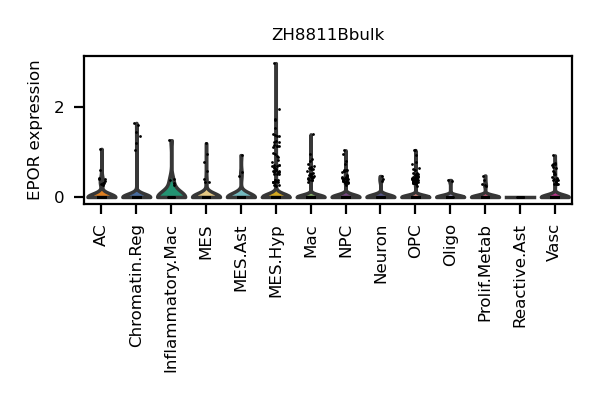 ZH8811Bbulk
EPOR expression
2
0
AC
Chromatin.Reg
Inflammatory.Mac
MES
MES.Ast
MES.Hyp
Mac
NPC
Neuron
OPC
Oligo
Prolif.Metab
Reactive.Ast
Vasc